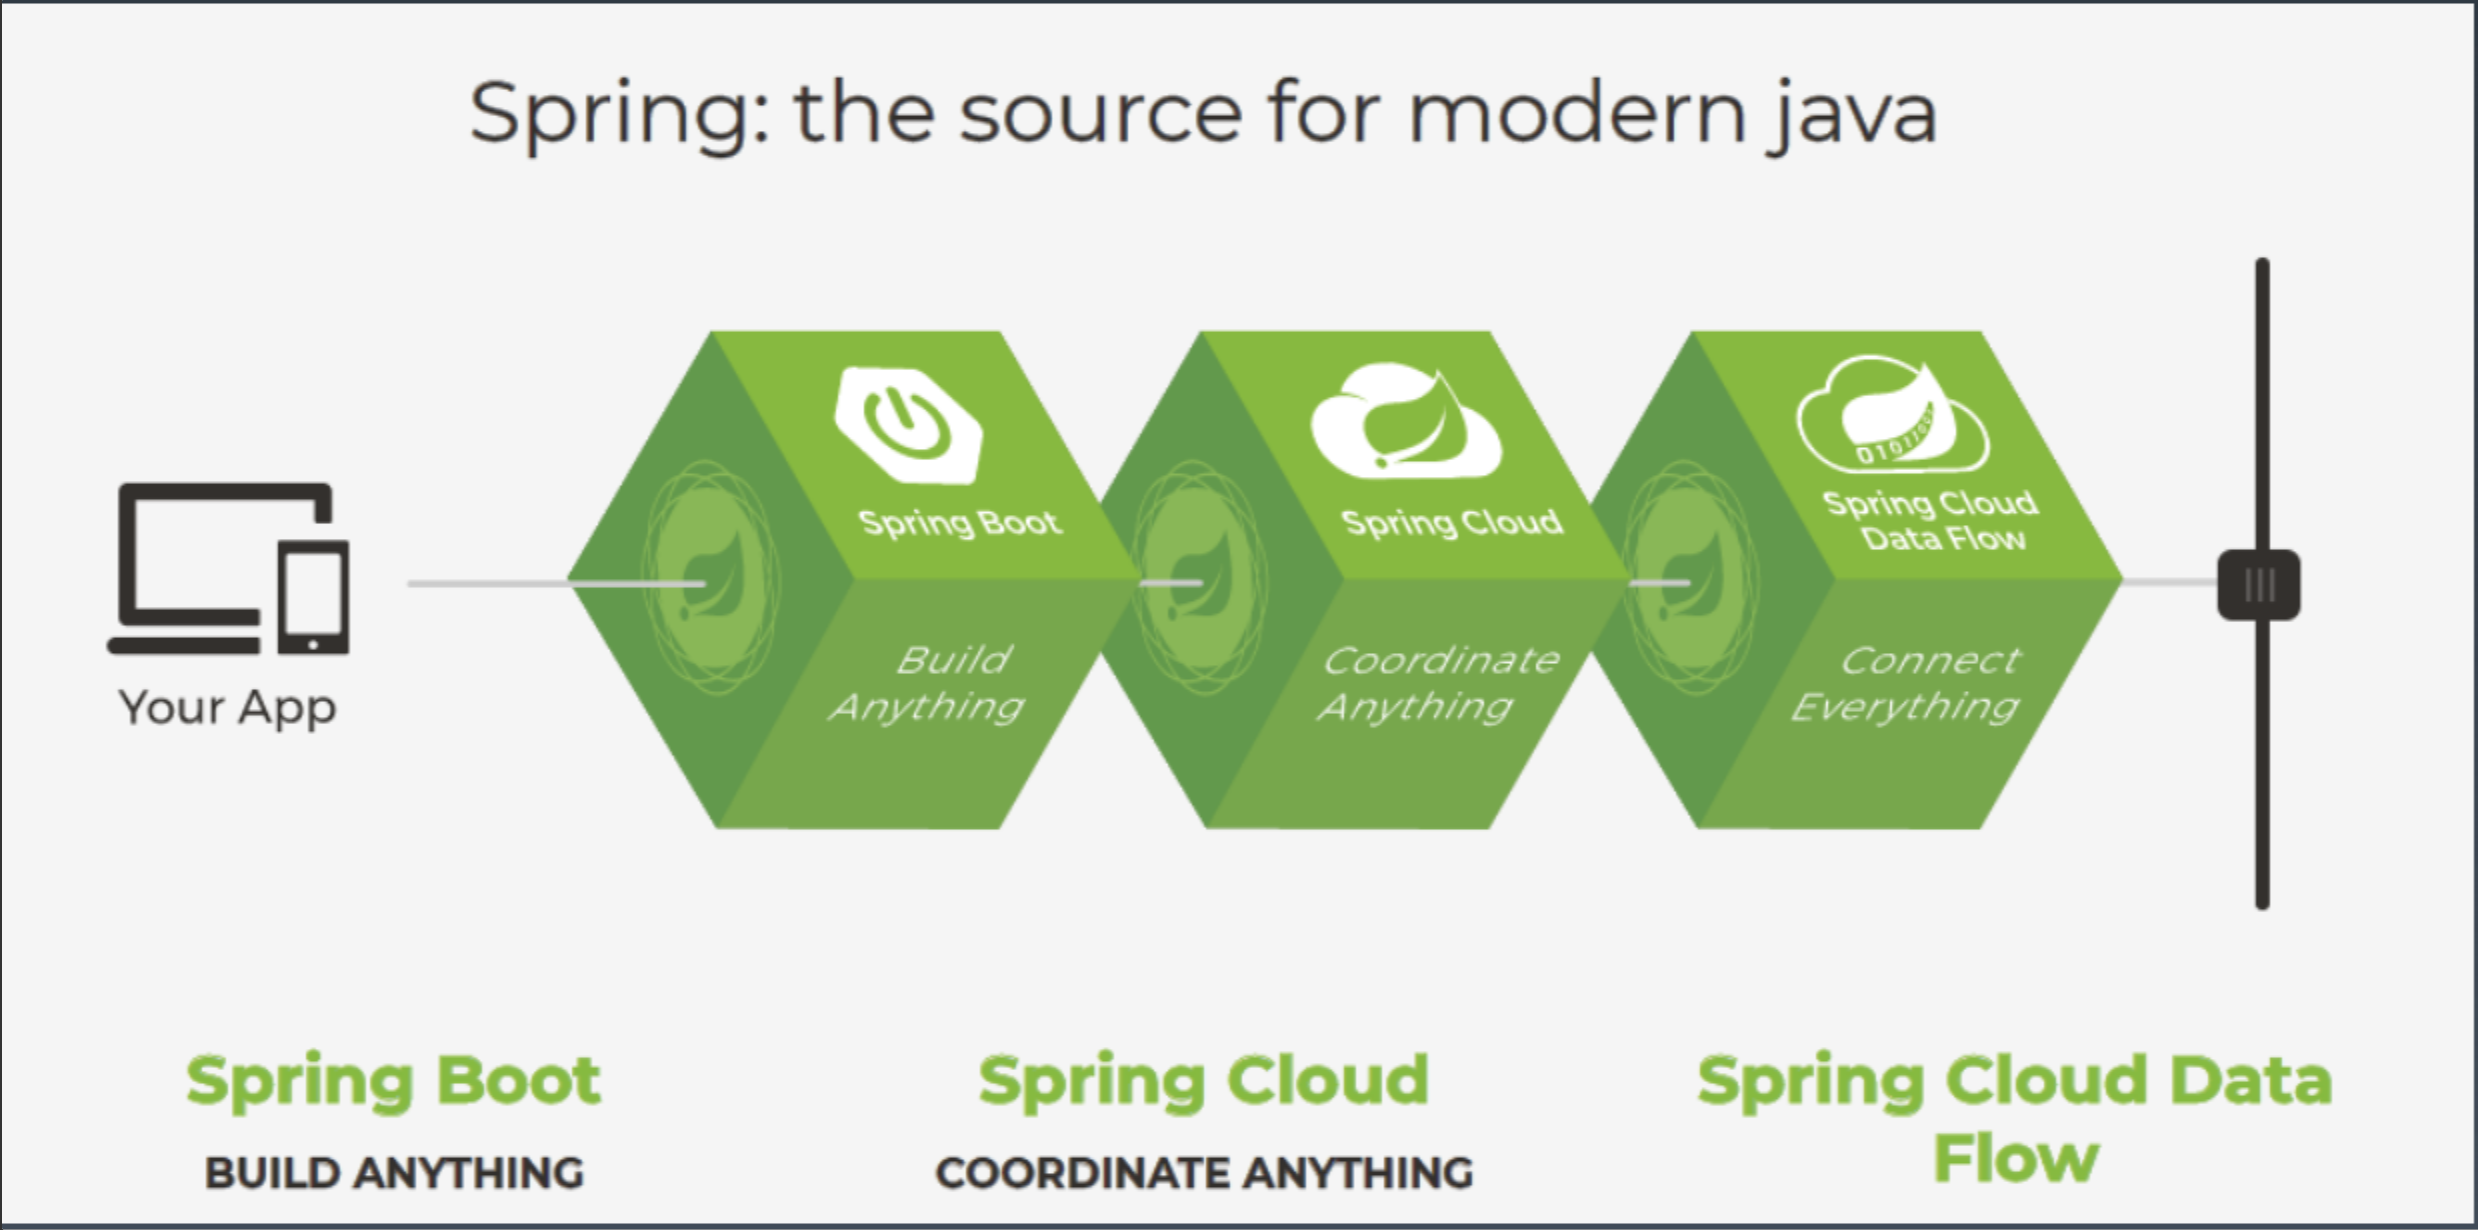 Spring: the source for modern java
Your App
Spring Boot
Build
Anything
Spring Cloud
Coordinate
Anything
01011001
Spring Cloud
Data Flow
Connect
Everything
Spring Boot
BUILD ANYTHING
Spring Cloud
COORDINATE ANYTHING
Spring Cloud Data
Flow